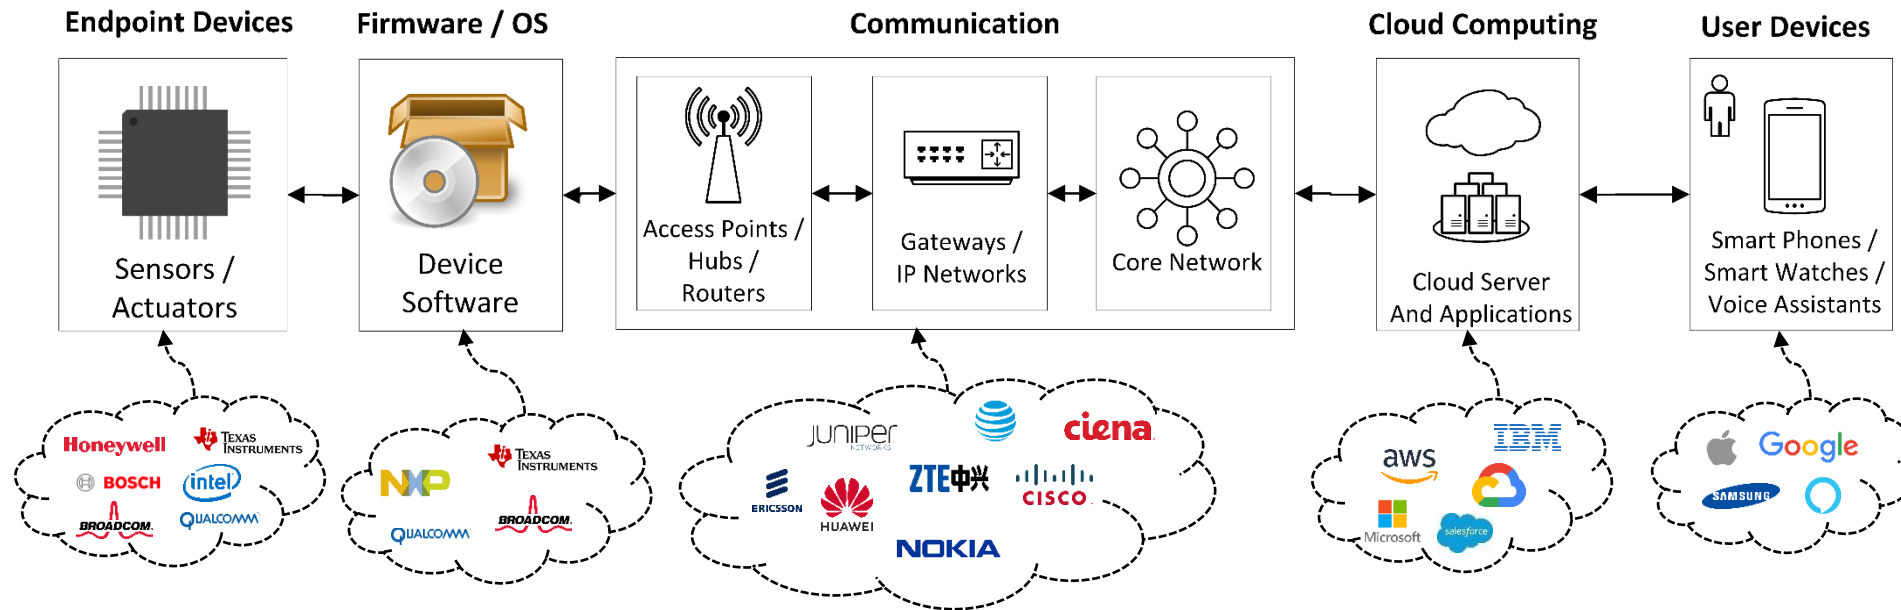 Endpoint Devices
Firmware / OS
Communication
Cloud Computing
User Devices
Sensors /
Actuators
Device
Software
Access Points /
Hubs /
Routers
Gateways /
IP Networks
Core Network
Cloud Server
And Applications
Smart Phones /
Smart Watches /
Voice Assistants
Honeywell
TEXAS
INSTRUMENTS
BOSCH
intel
BROADCOM.
QUALCOMM
NXP
TEXAS
INSTRUMENTS
QUALCOMM
BROADCOM.
JUNIPER
NETWORKS
ciena
ERICSSON
HUAWEI
ZTE中兴
CISCO
NOKIA
aws
IBM
Microsoft
salesforce
Google
SAMSUNG